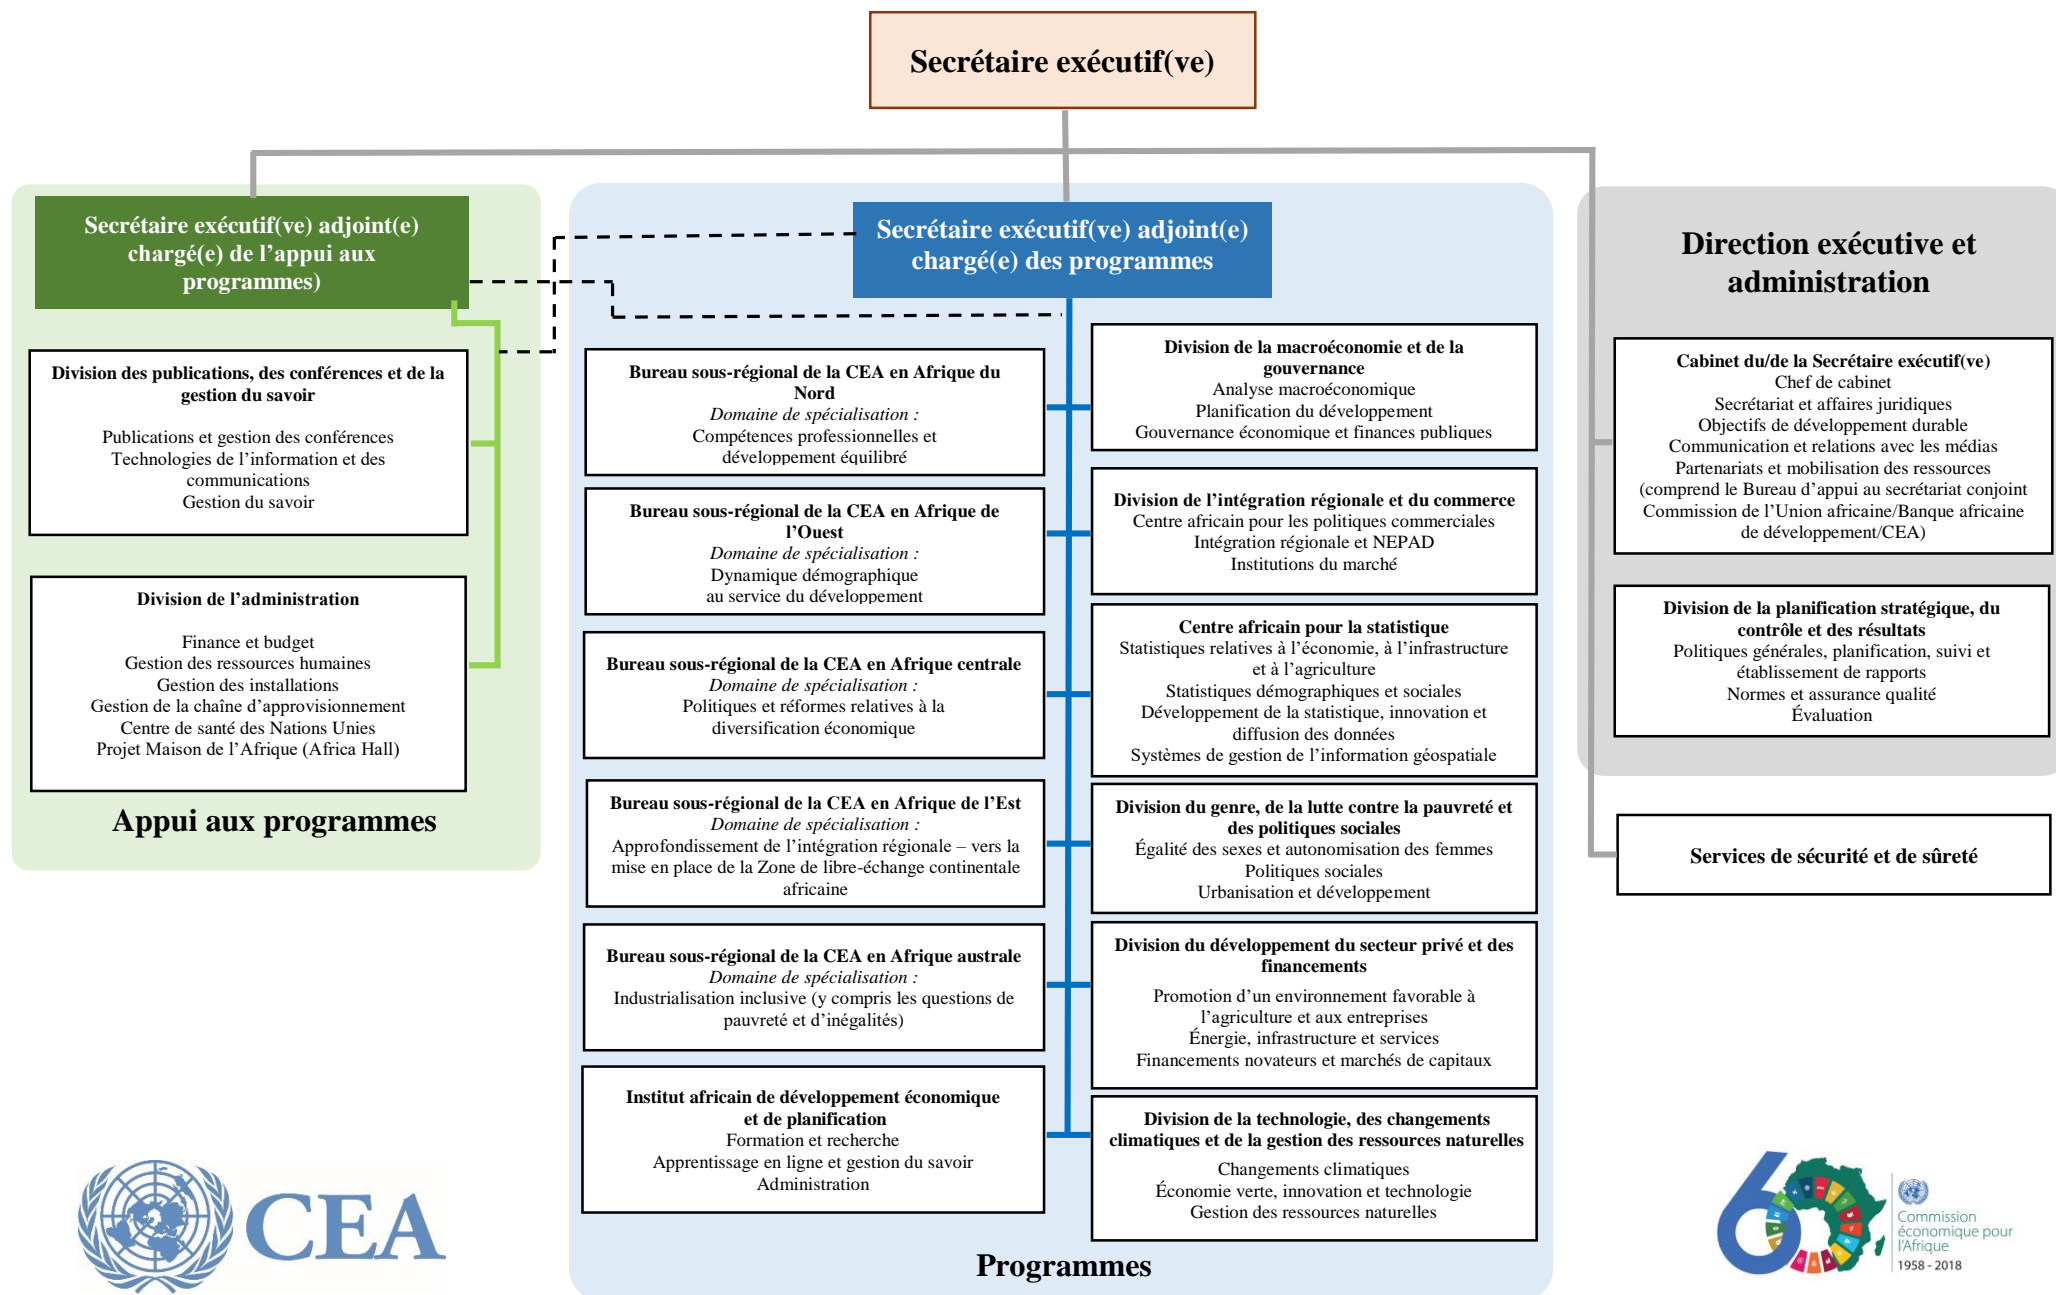 Secrétaire exécutif(ve)
Secrétaire exécutif(ve) adjoint(e)
chargé(e) de l’appui aux
programmes)
Division des publications, des conférences et de la
gestion du savoir
Publications et gestion des conférences
Technologies de l’information et des
communications
Gestion du savoir
Division de l’administration
Finance et budget
Gestion des ressources humaines
Gestion des installations
Gestion de la chaîne d’approvisionnement
Centre de santé des Nations Unies
Projet Maison de l’Afrique (Africa Hall)
Appui aux programmes
Secrétaire exécutif(ve) adjoint(e)
chargé(e) des programmes
Bureau sous-régional de la CEA en Afrique du
Nord
Domaine de spécialisation :
Compétences professionnelles et
développement équilibré
Bureau sous-régional de la CEA en Afrique de
l’Ouest
Domaine de spécialisation :
Dynamique démographique
au service du développement
Bureau sous-régional de la CEA en Afrique centrale
Domaine de spécialisation :
Politiques et réformes relatives à la
diversification économique
Bureau sous-régional de la CEA en Afrique de l’Est
Domaine de spécialisation :
Approfondissement de l’intégration régionale – vers la
mise en place de la Zone de libre-échange continentale
africaine
Bureau sous-régional de la CEA en Afrique australe
Domaine de spécialisation :
Industrialisation inclusive (y compris les questions de
pauvreté et d’inégalités)
Institut africain de développement économique
et de planification
Formation et recherche
Apprentissage en ligne et gestion du savoir
Administration
Division de la macroéconomie et de la
gouvernance
Analyse macroéconomique
Planification du développement
Gouvernance économique et finances publiques
Division de l’intégration régionale et du commerce
Centre africain pour les politiques commerciales
Intégration régionale et NEPAD
Institutions du marché
Centre africain pour la statistique
Statistiques relatives à l’économie, à l’infrastructure
et à l’agriculture
Statistiques démographiques et sociales
Développement de la statistique, innovation et
diffusion des données
Systèmes de gestion de l’information géospatiale
Division du genre, de la lutte contre la pauvreté et
des politiques sociales
Égalité des sexes et autonomisation des femmes
Politiques sociales
Urbanisation et développement
Division du développement du secteur privé et des
financements
Promotion d’un environnement favorable à
l’agriculture et aux entreprises
Énergie, infrastructure et services
Financements novateurs et marchés de capitaux
Division de la technologie, des changements
climatiques et de la gestion des ressources naturelles
Changements climatiques
Économie verte, innovation et technologie
Gestion des ressources naturelles
Programmes
Direction exécutive et
administration
Cabinet du/de la Secrétaire exécutif(ve)
Chef de cabinet
Secrétariat et affaires juridiques
Objectifs de développement durable
Communication et relations avec les médias
Partenariats et mobilisation des ressources
(comprend le Bureau d’appui au secrétariat conjoint
Commission de l’Union africaine/Banque africaine
de développement/CEA)
Division de la planification stratégique, du
contrôle et des résultats
Politiques générales, planification, suivi et
établissement de rapports
Normes et assurance qualité
Évaluation
Services de sécurité et de sûreté
CEA
60
Commission
économique pour
l’Afrique
1958 - 2018